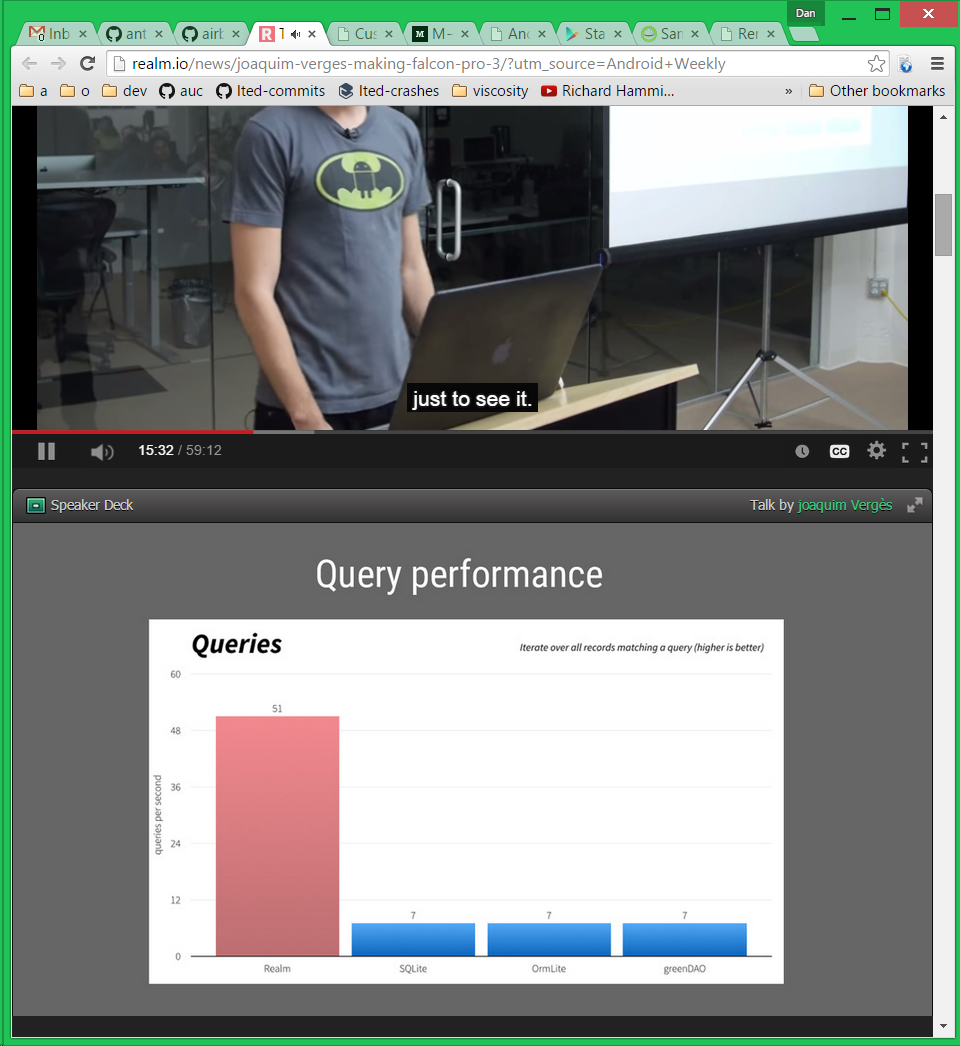 Dan
Inb
ant
airb
T
Cus
M
And
Sta
San
Rer
realm.io/news/joaquim-verges-making-falcon-pro-3/?utm_source=Android+Weekly
a
o
dev
auc
lted-commits
lted-crashes
viscosity
Richard Hammi...
»
Other bookmarks
just to see it.
15:32 / 59:12
CC
Speaker Deck
Talk by joaquim Vergès
Query performance
Queries
Iterate over all records matching a query (higher is better)
60
51
48
36
queries per second
24
12
7
7
7
0
Realm
SQLite
OrmLite
greenDAO